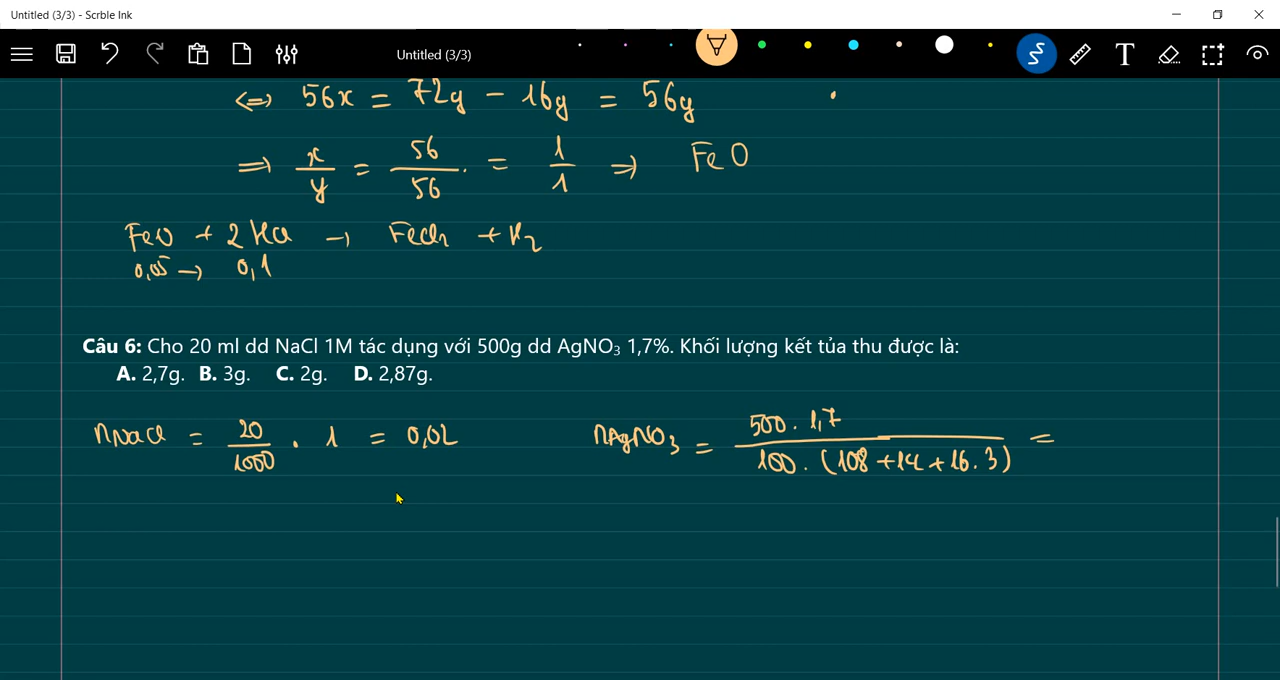 Untitled (3/3) - Scrble Ink
Untitled (3/3)
T
<=> 56x = 72y - 16y = 56y
=> x/y = 56/56 = 1/1 => FeO
FeO + 2HCl → FeCl2 + H2
0,05 → 0,1
Câu 6: Cho 20 ml dd NaCl 1M tác dụng với 500g dd AgNO3 1,7%. Khối lượng kết tủa thu được là:
A. 2,7g. B. 3g. C. 2g. D. 2,87g.
nNaCl = 20/1000 . 1 = 0,02 nAgNO3 = 500. 1,7 / 100. (108 +14 +16.3) =